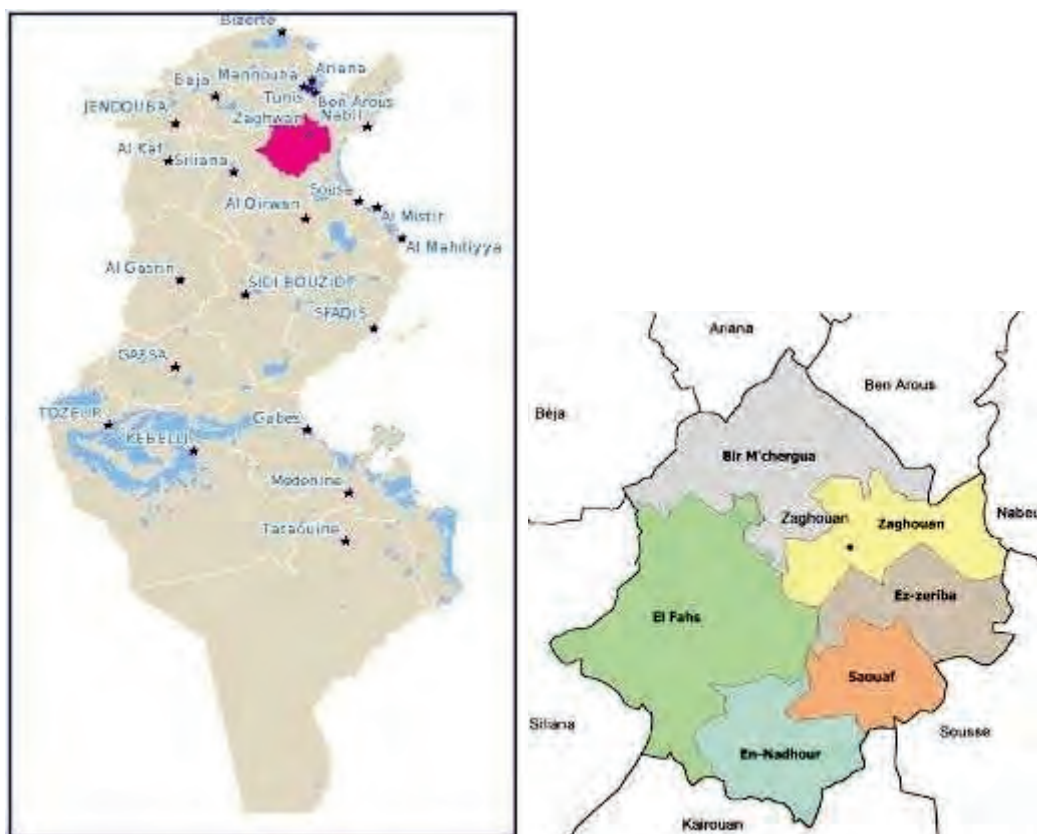 Bizerte
Ariana
Mannouba
Baja
Tunis
Ben Arous
JENDOUBA
Nabil
Zaghwan
Al Kaf
Siliana
Sousse
Al Qirwan
Al Mistir
Al Mahdiyya
Al Gasrin
SIDI BOUZID
SFAQIS
GAFSA
TOZEUR
Gabes
KEBELLI
Medenine
Tataouine
Ariana
Ben Arous
Béja
Bir M'chergua
Zaghouan
Zaghouan
Nabeu
Ez-zeriba
El Fahs
Saouaf
Siliana
Sousse
En-Nadhour
Kairouan